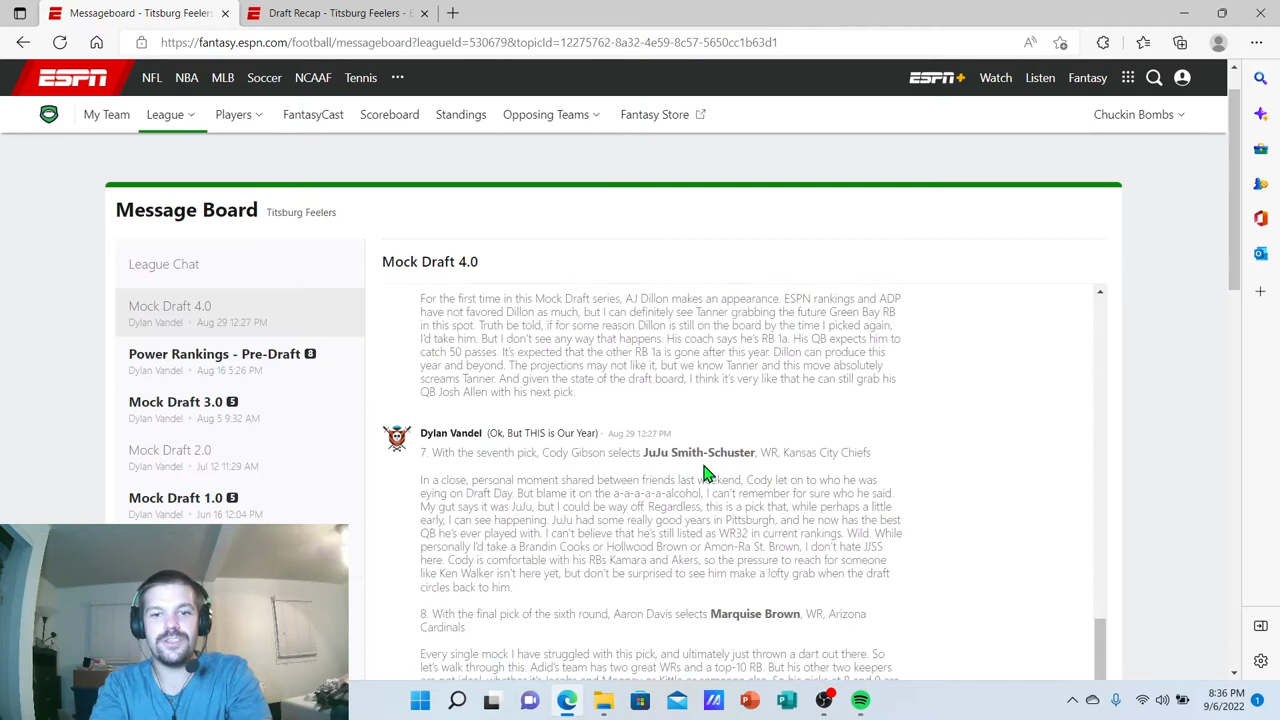 Messageboard - Titsburg Feelers
Draft Recap - Titsburg Feelers - E
https://fantasy.espn.com/football/messageboard?leagueId=530679&topicId=12275762-8a32-4e59-8c57-5650cc1b63d1
ESPN NFL NBA MLB Soccer NCAAF Tennis ESPN+ Watch Listen Fantasy
My Team League Players FantasyCast Scoreboard Standings Opposing Teams Fantasy Store Chuckin Bombs
Message Board Titsburg Feelers
League Chat
Mock Draft 4.0
Dylan Vandel • Aug 29 12:27 PM
Power Rankings - Pre-Draft 8
Dylan Vandel • Aug 16 5:26 PM
Mock Draft 3.0 5
Dylan Vandel • Aug 5 9:32 AM
Mock Draft 2.0
Dylan Vandel • Jul 12 11:29 AM
Mock Draft 1.0 5
Dylan Vandel • Jun 16 12:04 PM
Mock Draft 4.0
For the first time in this Mock Draft series, AJ Dillon makes an appearance. ESPN rankings and ADP
have not favored Dillon as much, but I can definitely see Tanner grabbing the future Green Bay RB
in this spot. Truth be told, if for some reason Dillon is still on the board by the time I picked again,
I'd take him. But I don't see any way that happens. His coach says he's RB 1a. His QB expects him to
catch 50 passes. It's expected that the other RB 1a is gone after this year. Dillon can produce this
year and beyond. The projections may not like it, but we know Tanner and this move absolutely
screams Tanner. And given the state of the draft board, I think it's very like that he can still grab his
QB Josh Allen with his next pick.
Dylan Vandel (Ok, But THIS is Our Year) • Aug 29 12:27 PM
7. With the seventh pick, Cody Gibson selects JuJu Smith-Schuster, WR, Kansas City Chiefs
In a close, personal moment shared between friends last weekend, Cody let on to who he was
eying on Draft Day. But blame it on the a-a-a-a-a-alcohol, I can't remember for sure who he said.
My gut says it was JuJu, but I could be way off. Regardless, this is a pick that, while perhaps a little
early, I can see happening. JuJu had some really good years in Pittsburgh, and he now has the best
QB he's ever played with. I can't believe that he's still listed as WR32 in current rankings. Wild. While
personally I'd take a Brandin Cooks or Hollwood Brown or Amon-Ra St. Brown, I don't hate JJSS
here. Cody is comfortable with his RBs Kamara and Akers, so the pressure to reach for someone
like Ken Walker isn't here yet, but don't be surprised to see him make a lofty grab when the draft
circles back to him.
8. With the final pick of the sixth round, Aaron Davis selects Marquise Brown, WR, Arizona
Cardinals
Every single mock I have struggled with this pick, and ultimately just thrown a dart out there. So
let's walk through this. Adid's team has two great WRs and a top-10 RB. But his other two keepers
are not ideal, whether it's Jacobs and Mooney or Kittle or someone else. So his picks at 8 and 9 are
8:36 PM
9/6/2022